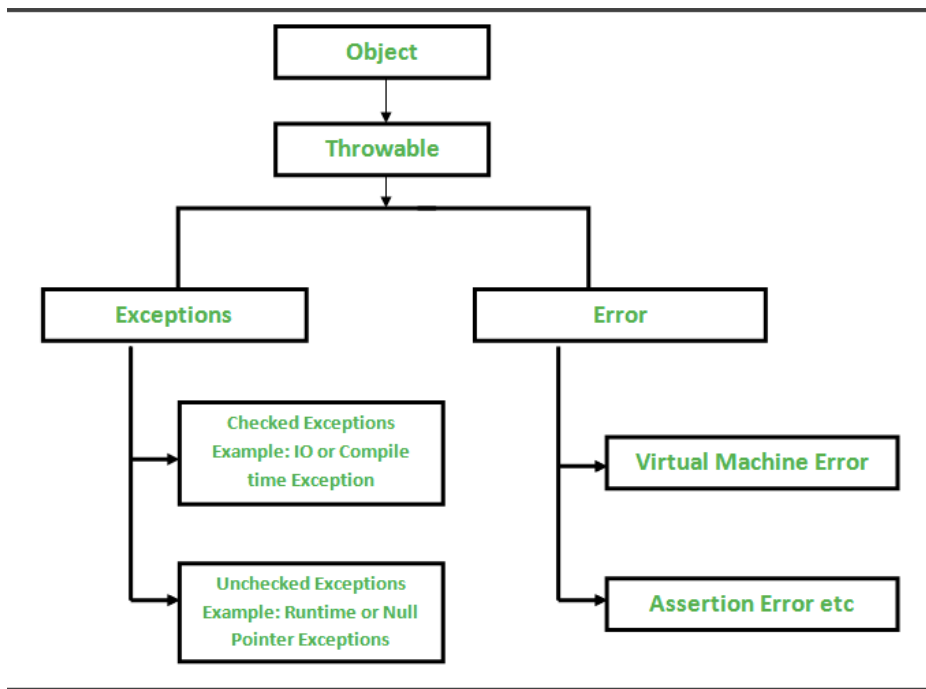 Object
Throwable
Exceptions
Error
Checked Exceptions
Example: IO or Compile
time Exception
Virtual Machine Error
Unchecked Exceptions
Example: Runtime or Null
Pointer Exceptions
Assertion Error etc